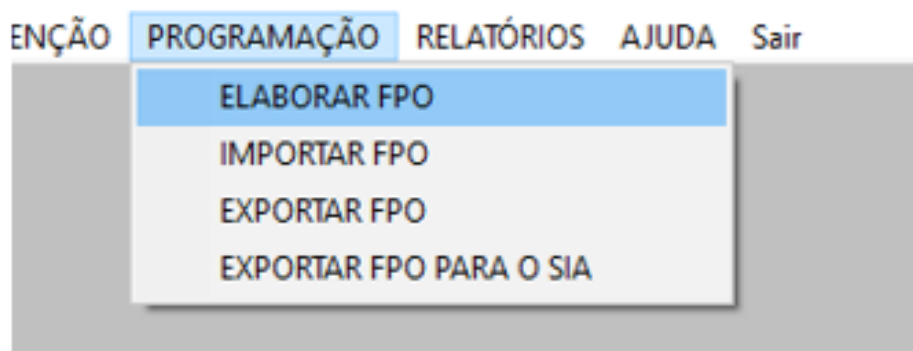 ENÇÃO PROGRAMAÇÃO RELATÓRIOS AJUDA Sair
ELABORAR FPO
IMPORTAR FPO
EXPORTAR FPO
EXPORTAR FPO PARA O SIA